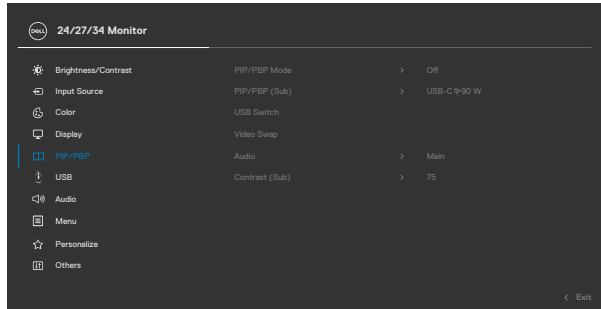 DELL 24/27/34 Monitor
Brightness/Contrast PIP/PBP Mode > Off
Input Source PIP/PBP (Sub) > USB-C 90 W
Color USB Switch
Display Video Swap
PIP/PBP Audio > Main
USB Contrast (Sub) > 75
Audio
Menu
Personalize
Others
< Exit